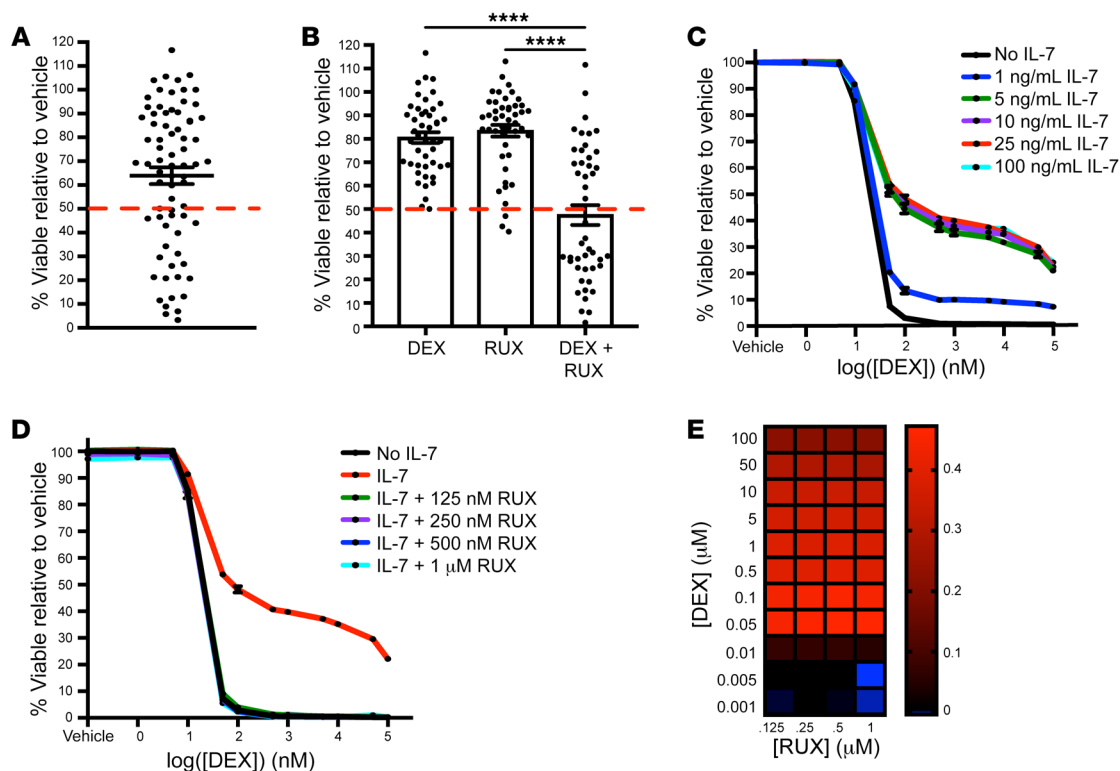 A
% Viable relative to vehicle
120
110
100
90
80
70
60
50
40
30
20
10
0
B
****
****
% Viable relative to vehicle
120
110
100
90
80
70
60
50
40
30
20
10
0
DEX
RUX
DEX +
RUX
C
% Viable relative to vehicle
100
90
80
70
60
50
40
30
20
10
0
Vehicle
0
1
2
3
4
5
log([DEX]) (nM)
No IL-7
1 ng/mL IL-7
5 ng/mL IL-7
10 ng/mL IL-7
25 ng/mL IL-7
100 ng/mL IL-7
D
% Viable relative to vehicle
100
90
80
70
60
50
40
30
20
10
0
Vehicle
0
1
2
3
4
5
log([DEX]) (nM)
No IL-7
IL-7
IL-7 + 125 nM RUX
IL-7 + 250 nM RUX
IL-7 + 500 nM RUX
IL-7 + 1 μM RUX
E
[DEX] (μM)
100
50
10
5
1
0.5
0.1
0.05
0.01
0.005
0.001
.125
.25
.5
1
[RUX] (μM)
0.4
0.3
0.2
0.1
0